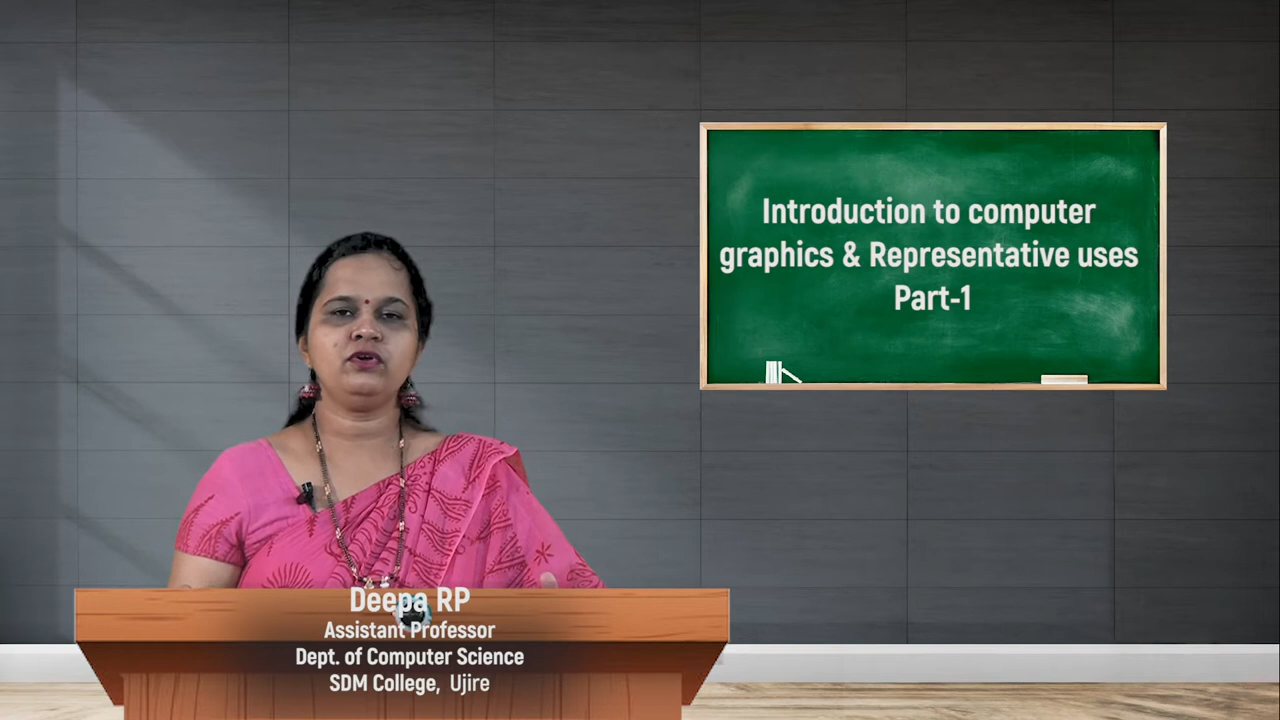 Introduction to computer
graphics & Representative uses
Part-1
Deepa RP
Assistant Professor
Dept. of Computer Science
SDM College, Ujire